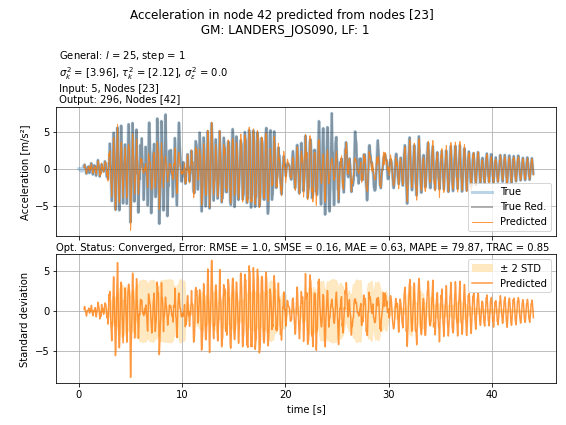 Acceleration in node 42 predicted from nodes [23]
GM: LANDERS_JOS090, LF: 1
General: l = 25, step = 1
σ²ₖ = [3.96], τ²ₖ = [2.12], σ²_ε = 0.0
Input: 5, Nodes [23]
Output: 296, Nodes [42]
Acceleration [m/s²]
5
0
−5
True
True Red.
Predicted
Opt. Status: Converged, Error: RMSE = 1.0, SMSE = 0.16, MAE = 0.63, MAPE = 79.87, TRAC = 0.85
Standard deviation
5
0
−5
± 2 STD
Predicted
0 10 20 30 40
time [s]